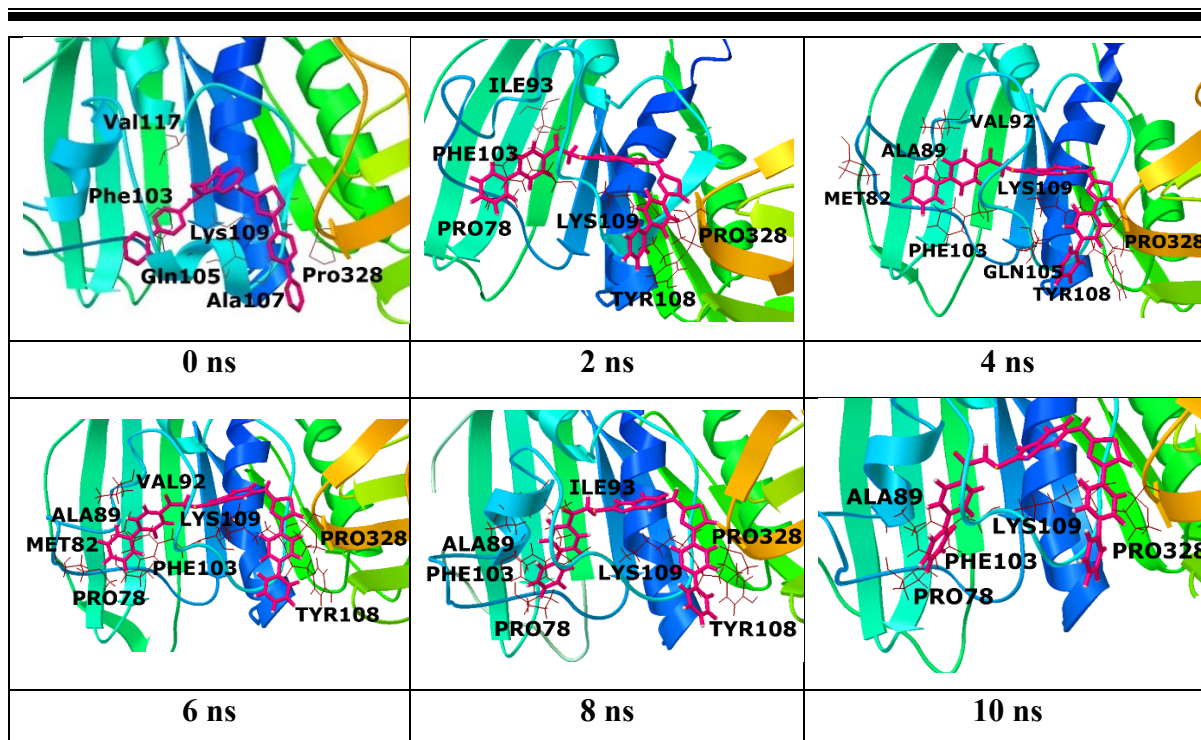 Val117
Phe103
Lys109
Gln105
Pro328
Ala107
0 ns
ILE93
PHE103
LYS109
PRO78
PRO328
TYR108
2 ns
VAL92
ALA89
MET82
LYS109
PHE103
PRO328
GLN105
TYR108
4 ns
VAL92
ALA89
LYS109
MET82
PRO328
PHE103
PRO78
TYR108
6 ns
ILE93
PRO328
ALA89
PHE103
LYS109
PRO78
TYR108
8 ns
ALA89
LYS109
PHE103
PRO328
PRO78
10 ns